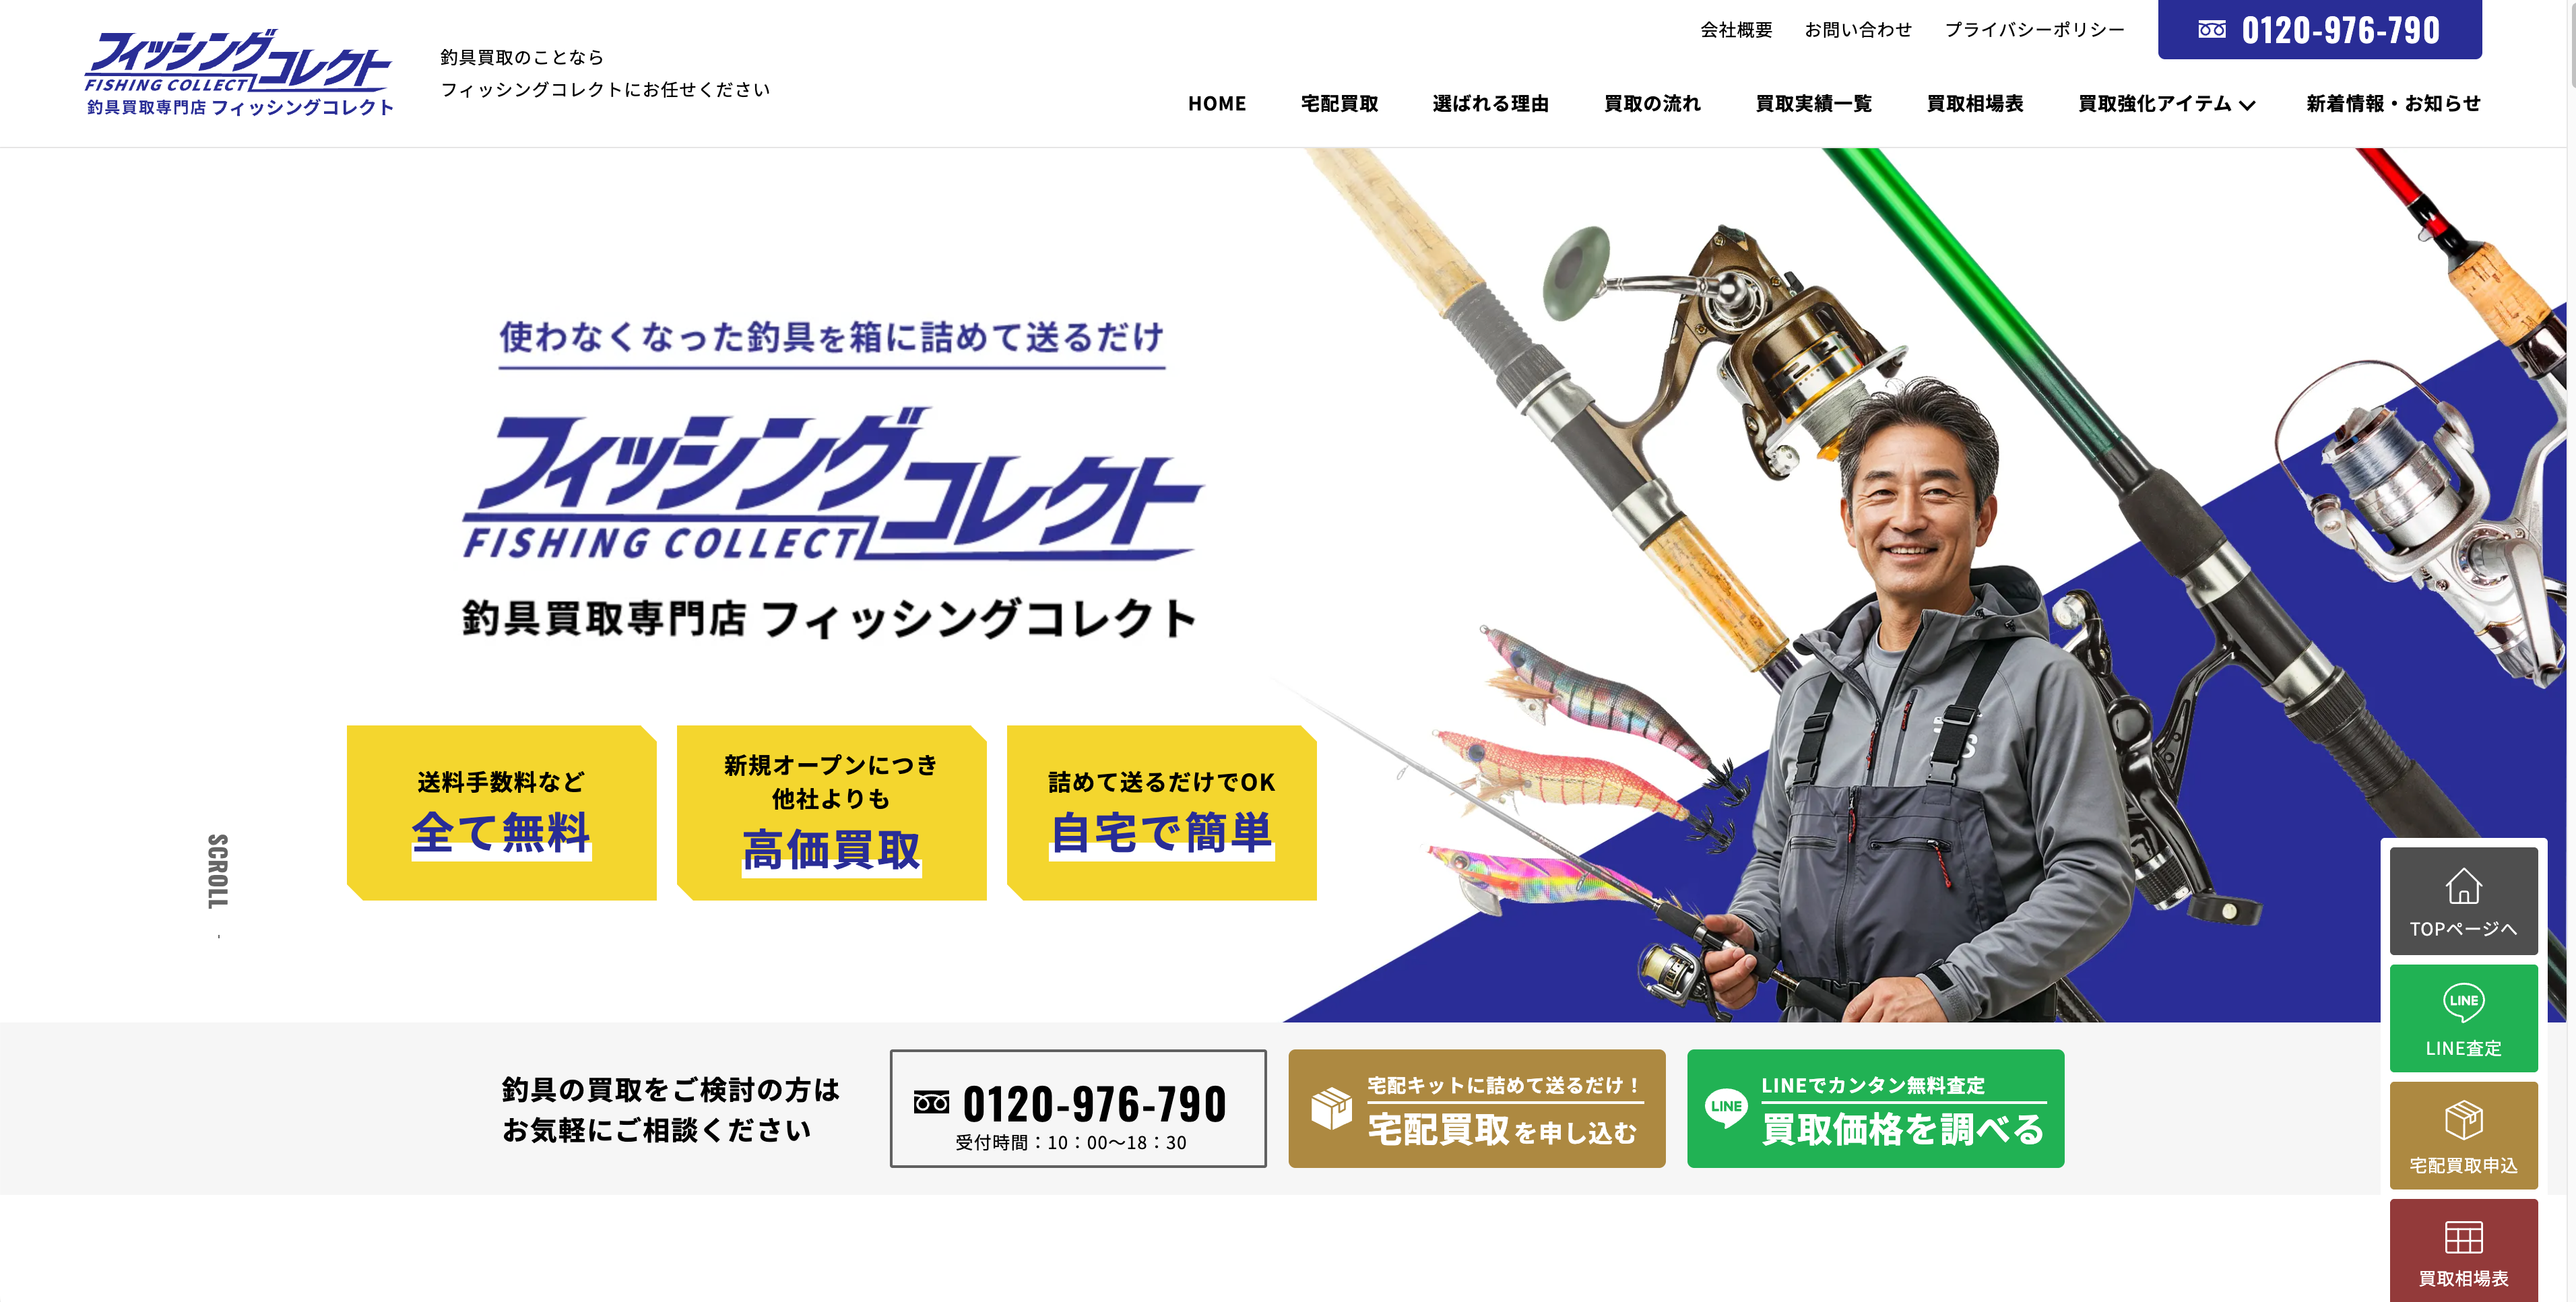 フィッシングコレクト
FISHING COLLECT
釣具買取専門店 フィッシングコレクト
釣具買取のことなら
フィッシングコレクトにお任せください
会社概要 お問い合わせ プライバシーポリシー 0120-976-790
HOME 宅配買取 選ばれる理由 買取の流れ 買取実績一覧 買取相場表 買取強化アイテム 新着情報・お知らせ
使わなくなった釣具を箱に詰めて送るだけ
フィッシングコレクト
FISHING COLLECT
釣具買取専門店 フィッシングコレクト
送料手数料など
全て無料
新規オープンにつき
他社よりも
高価買取
詰めて送るだけでOK
自宅で簡単
SCROLL
釣具の買取をご検討の方は
お気軽にご相談ください
0120-976-790
受付時間：10：00〜18：30
宅配キットに詰めて送るだけ！
宅配買取を申し込む
LINE
LINEでカンタン無料査定
買取価格を調べる
TOPページへ
LINE
LINE査定
宅配買取申込
買取相場表